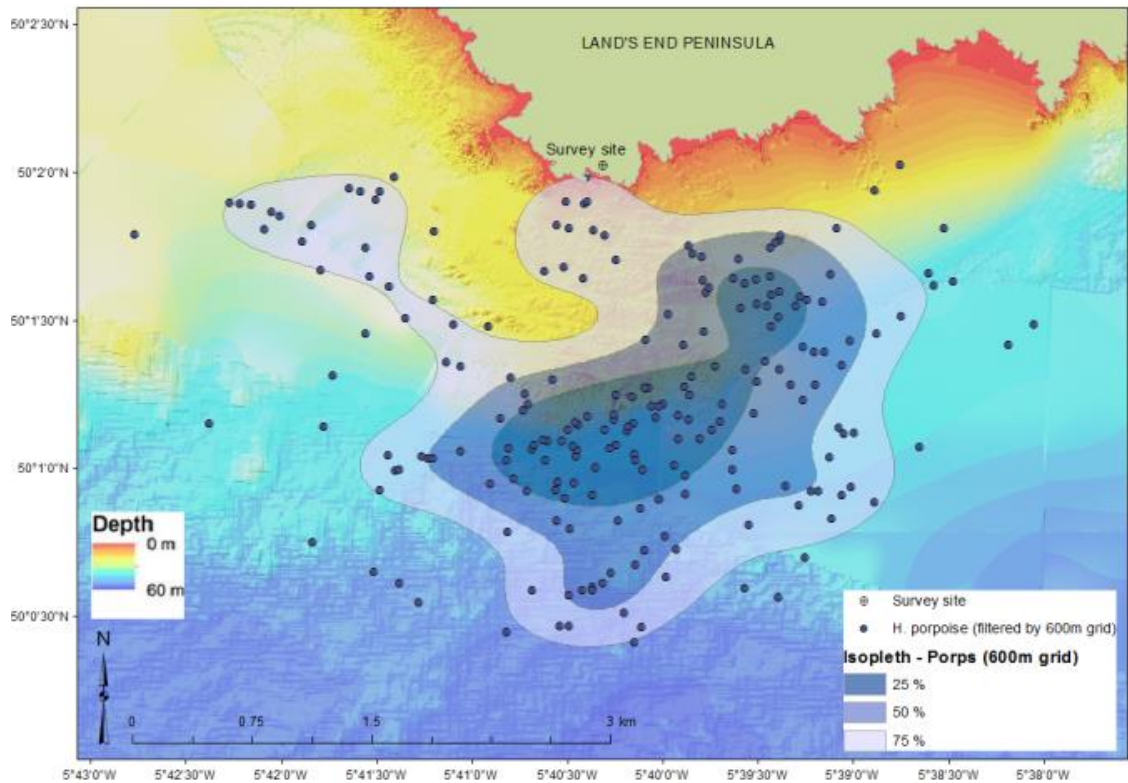 50°2'30"N
LAND'S END PENINSULA
Survey site
50°2'0"N
50°1'30"N
50°1'0"N
50°0'30"N
Depth
0 m
60 m
N
0 0.75 1.5 3 km
Survey site
H. porpoise (filtered by 600m grid)
Isopleth - Porps (600m grid)
25 %
50 %
75 %
5°43'0"W 5°42'30"W 5°42'0"W 5°41'30"W 5°41'0"W 5°40'30"W 5°40'0"W 5°39'30"W 5°39'0"W 5°38'30"W 5°38'0"W